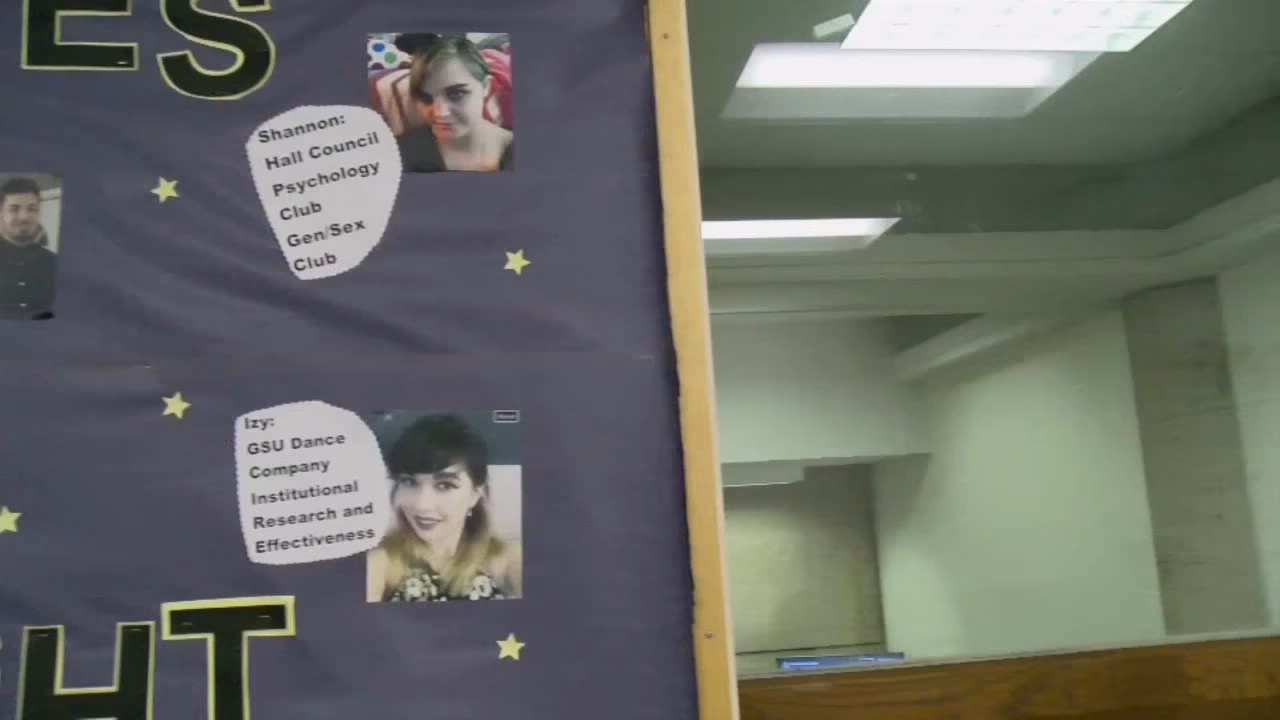 ES
Shannon:
Hall Council
Psychology
Club
Gen/Sex
Club
Izy:
GSU Dance
Company
Institutional
Research and
Effectiveness
HT